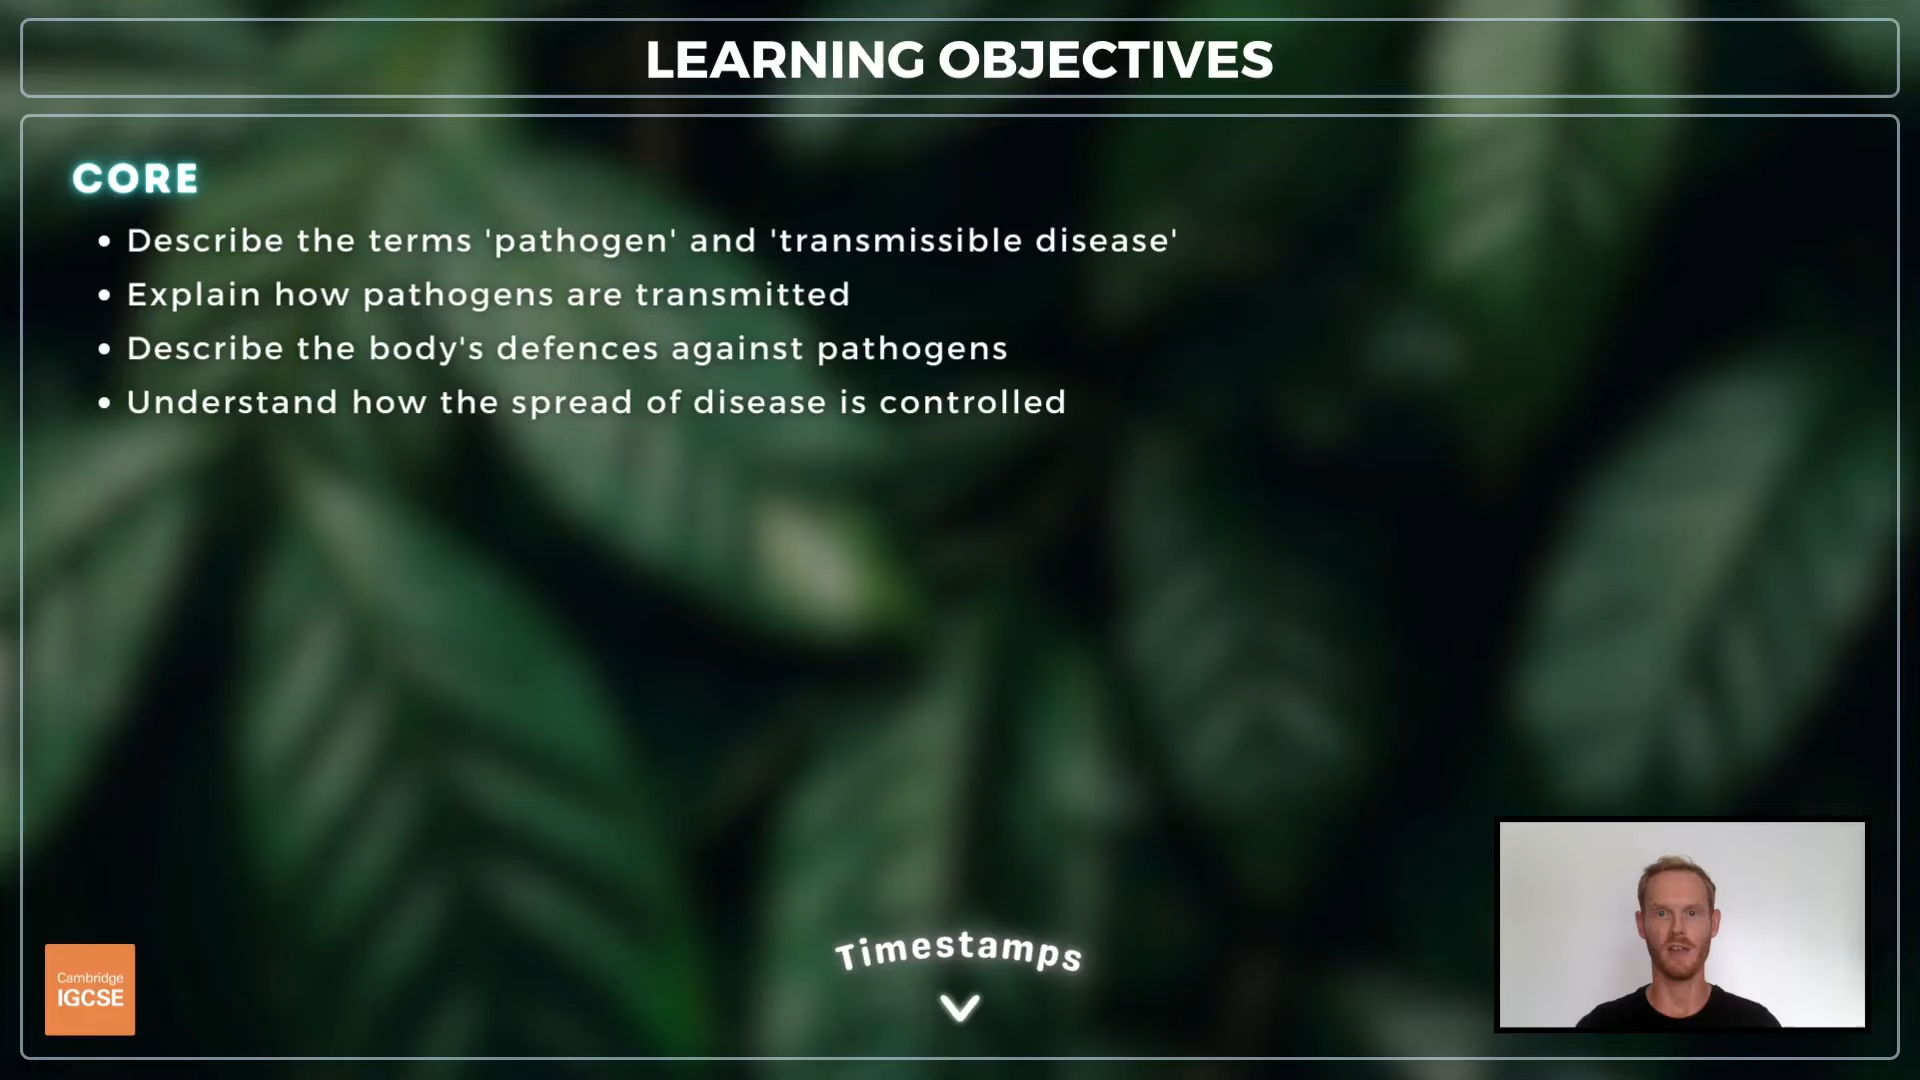 LEARNING OBJECTIVES
CORE
• Describe the terms 'pathogen' and 'transmissible disease'
• Explain how pathogens are transmitted
• Describe the body's defences against pathogens
• Understand how the spread of disease is controlled
Timestamps
Cambridge
IGCSE